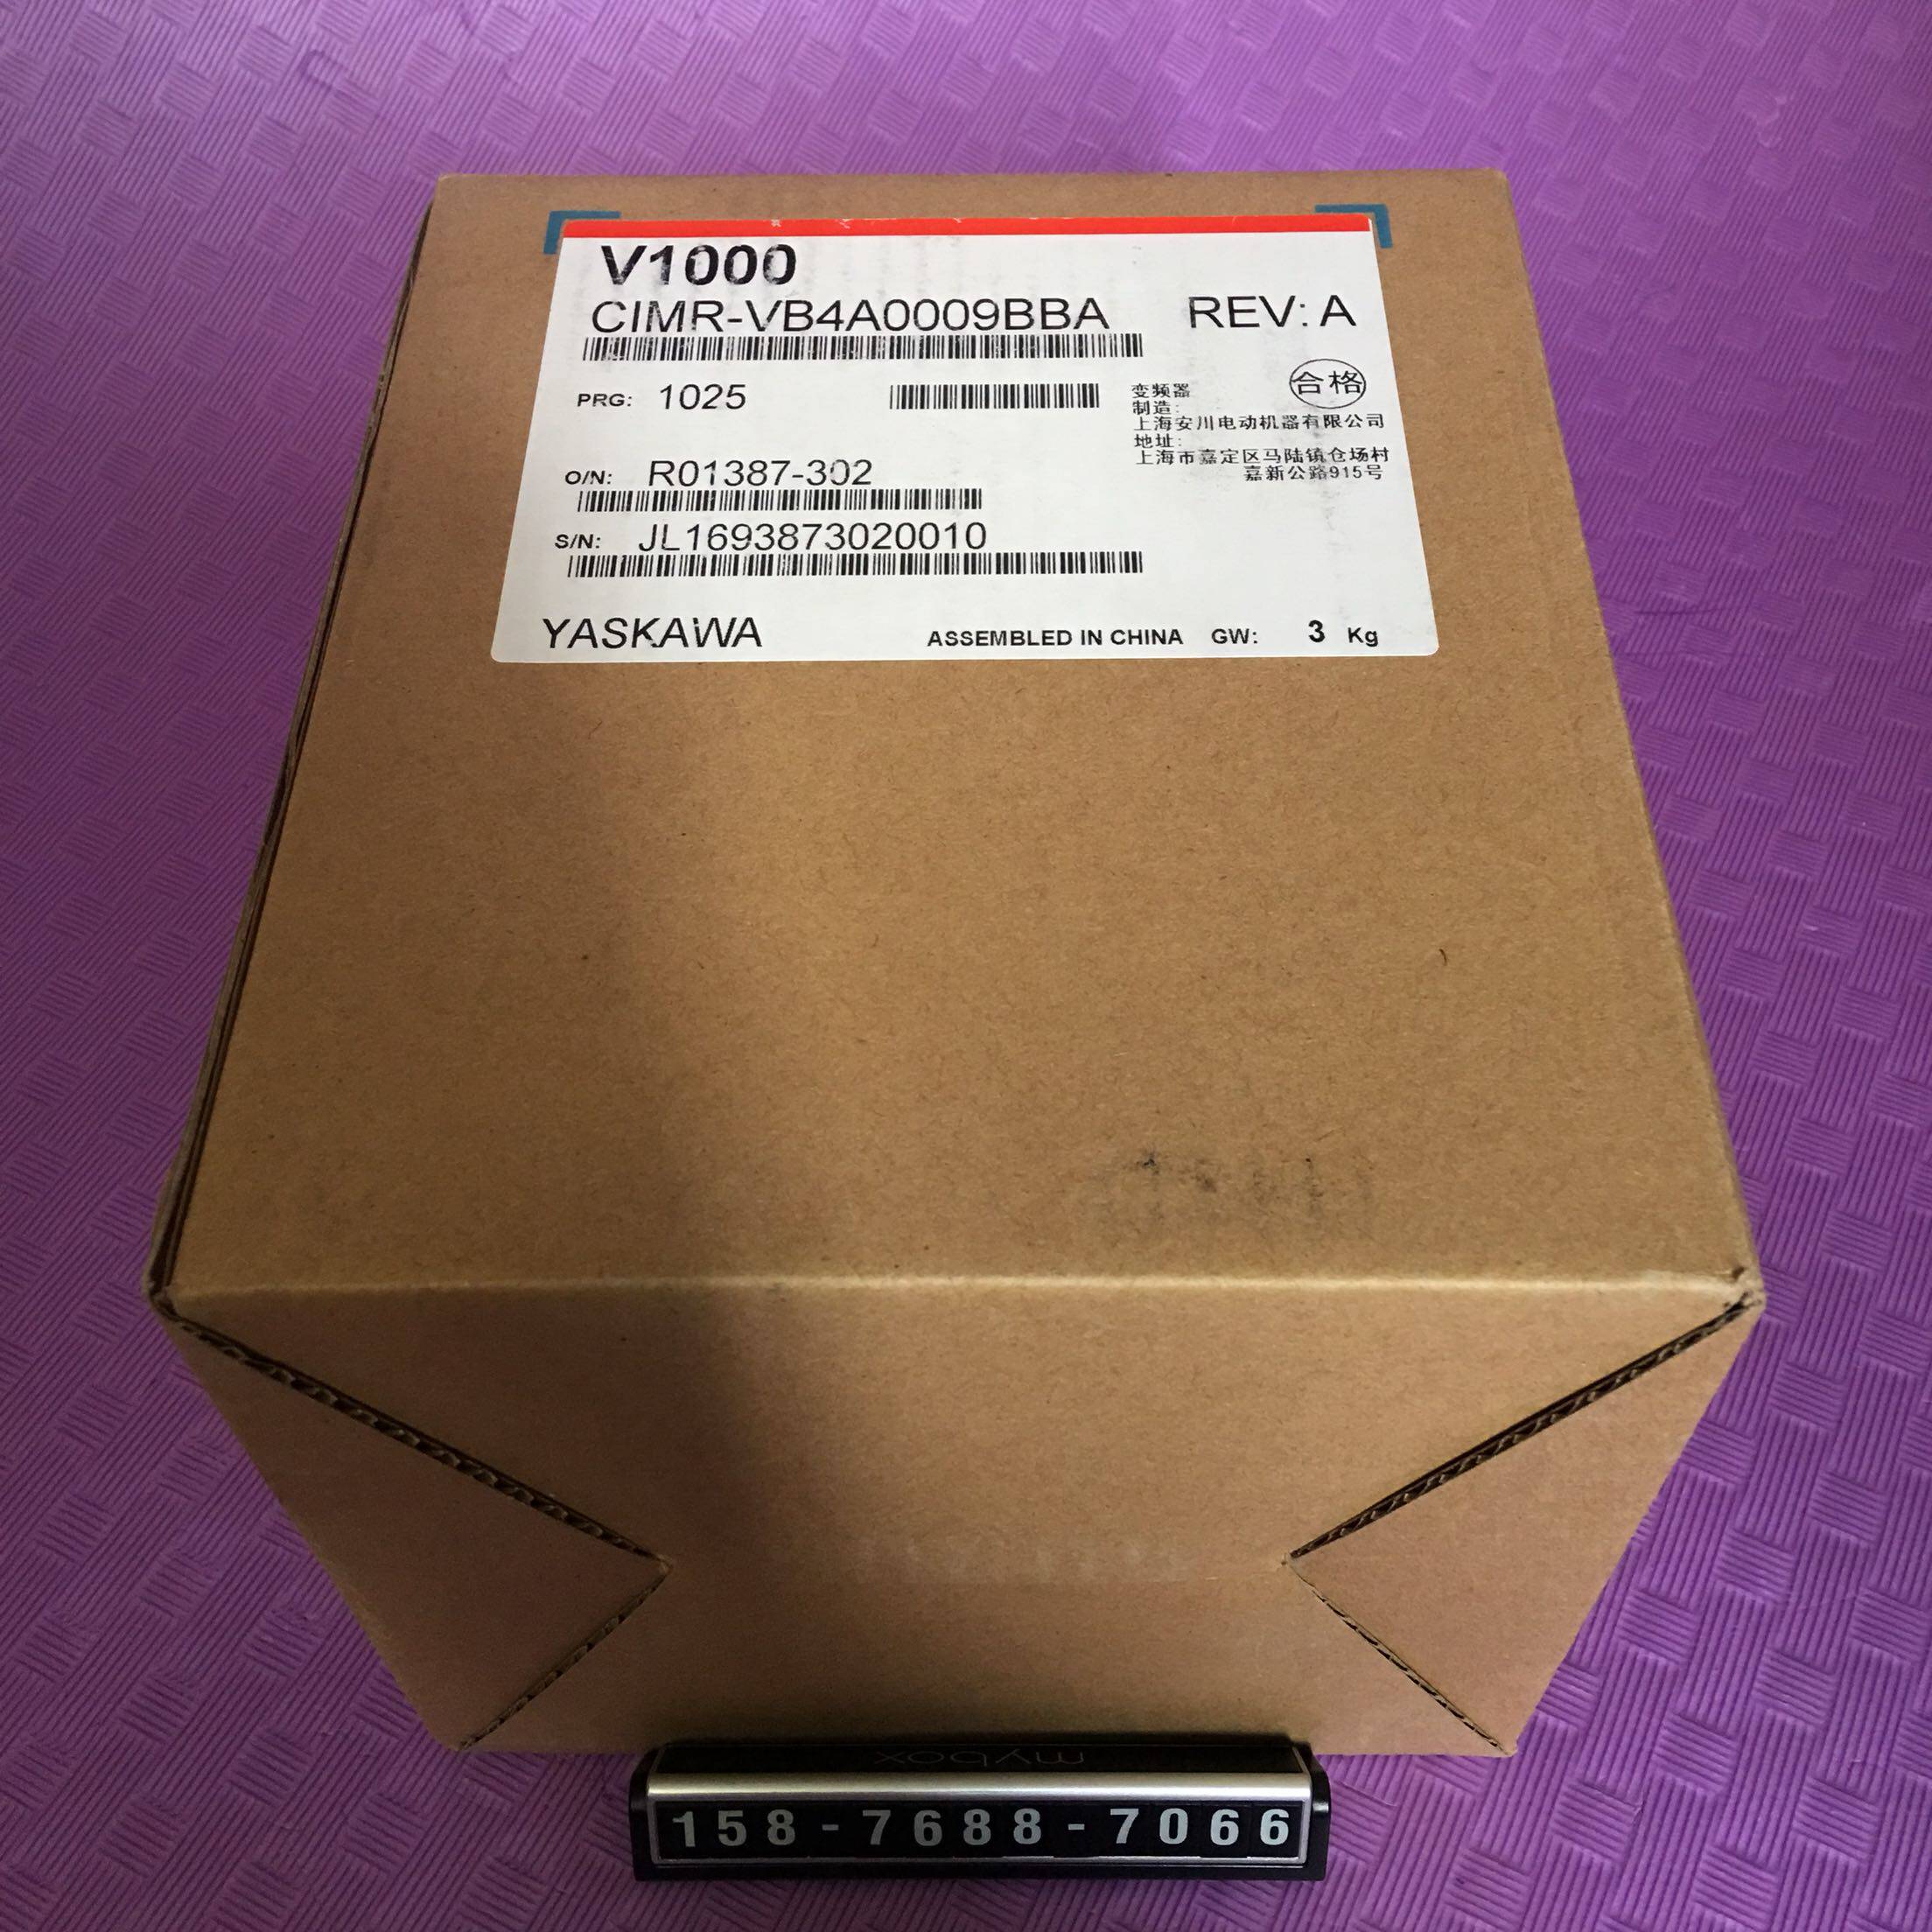 V1000
CIMR-VB4A0009BBA REV: A
PRG: 1025
合格
变频器
制造:
上海安川电动机器有限公司
地址:
上海市嘉定区马陆镇仓场村
嘉新公路915号
O/N: R01387-302
S/N: JL1693873020010
YASKAWA ASSEMBLED IN CHINA GW: 3 Kg
mybox
158-7688-7066